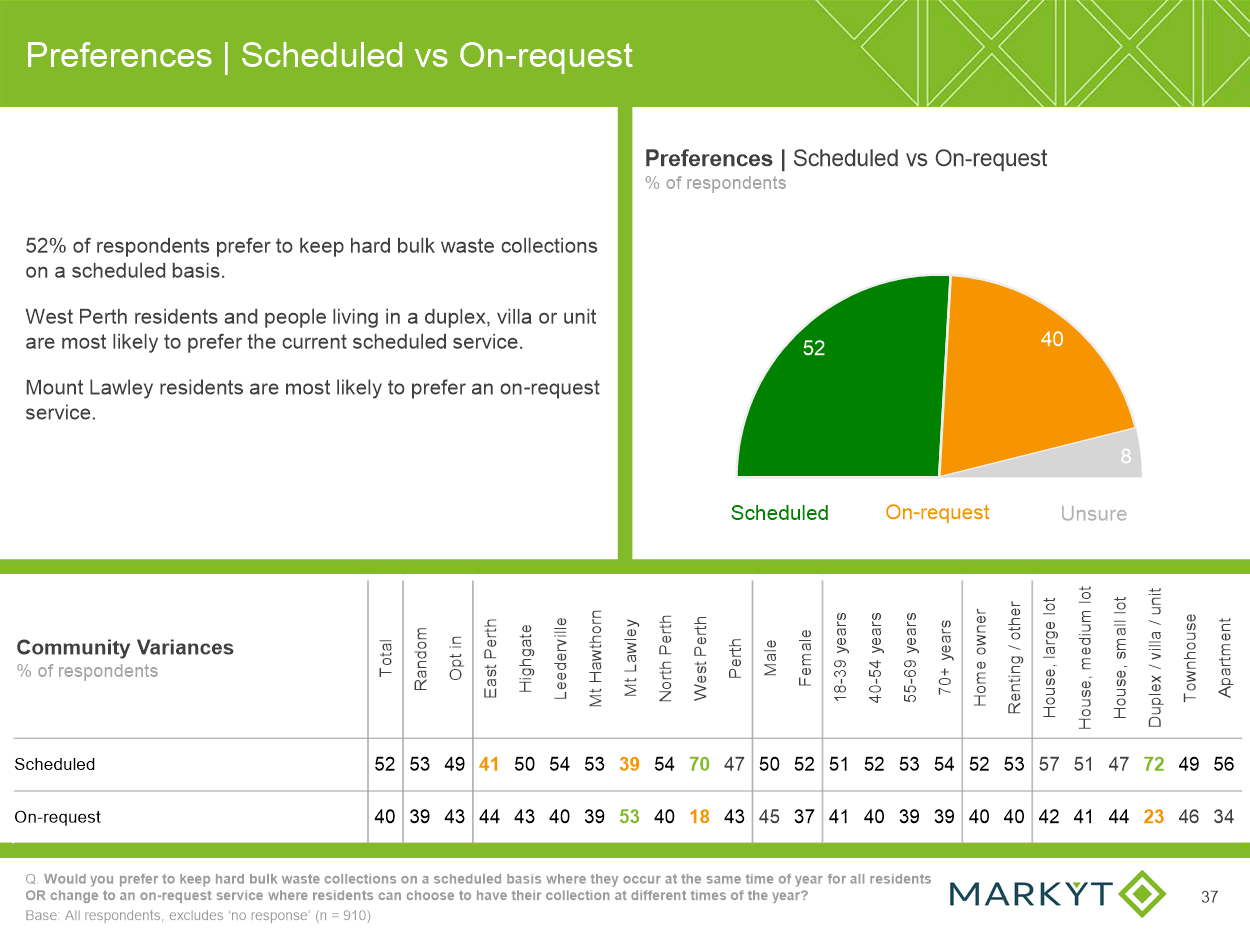 Preferences | Scheduled vs On-request
52% of respondents prefer to keep hard bulk waste collections
on a scheduled basis.
West Perth residents and people living in a duplex, villa or unit
are most likely to prefer the current scheduled service.
Mount Lawley residents are most likely to prefer an on-request
service.
Preferences | Scheduled vs On-request
% of respondents
52
40
8
Scheduled On-request Unsure
Community Variances
% of respondents
Total
Random
Opt in
East Perth
Highgate
Leederville
Mt Hawthorn
Mt Lawley
North Perth
West Perth
Perth
Male
Female
18-39 years
40-54 years
55-69 years
70+ years
Home owner
Renting / other
House, large lot
House, medium lot
House, small lot
Duplex / villa / unit
Townhouse
Apartment
Scheduled 52 53 49 41 50 54 53 39 54 70 47 50 52 51 52 53 54 52 53 57 51 47 72 49 56
On-request 40 39 43 44 43 40 39 53 40 18 43 45 37 41 40 39 39 40 40 42 41 44 23 46 34
Q. Would you prefer to keep hard bulk waste collections on a scheduled basis where they occur at the same time of year for all residents
OR change to an on-request service where residents can choose to have their collection at different times of the year?
Base: All respondents, excludes ‘no response’ (n = 910)
MARKYT
37